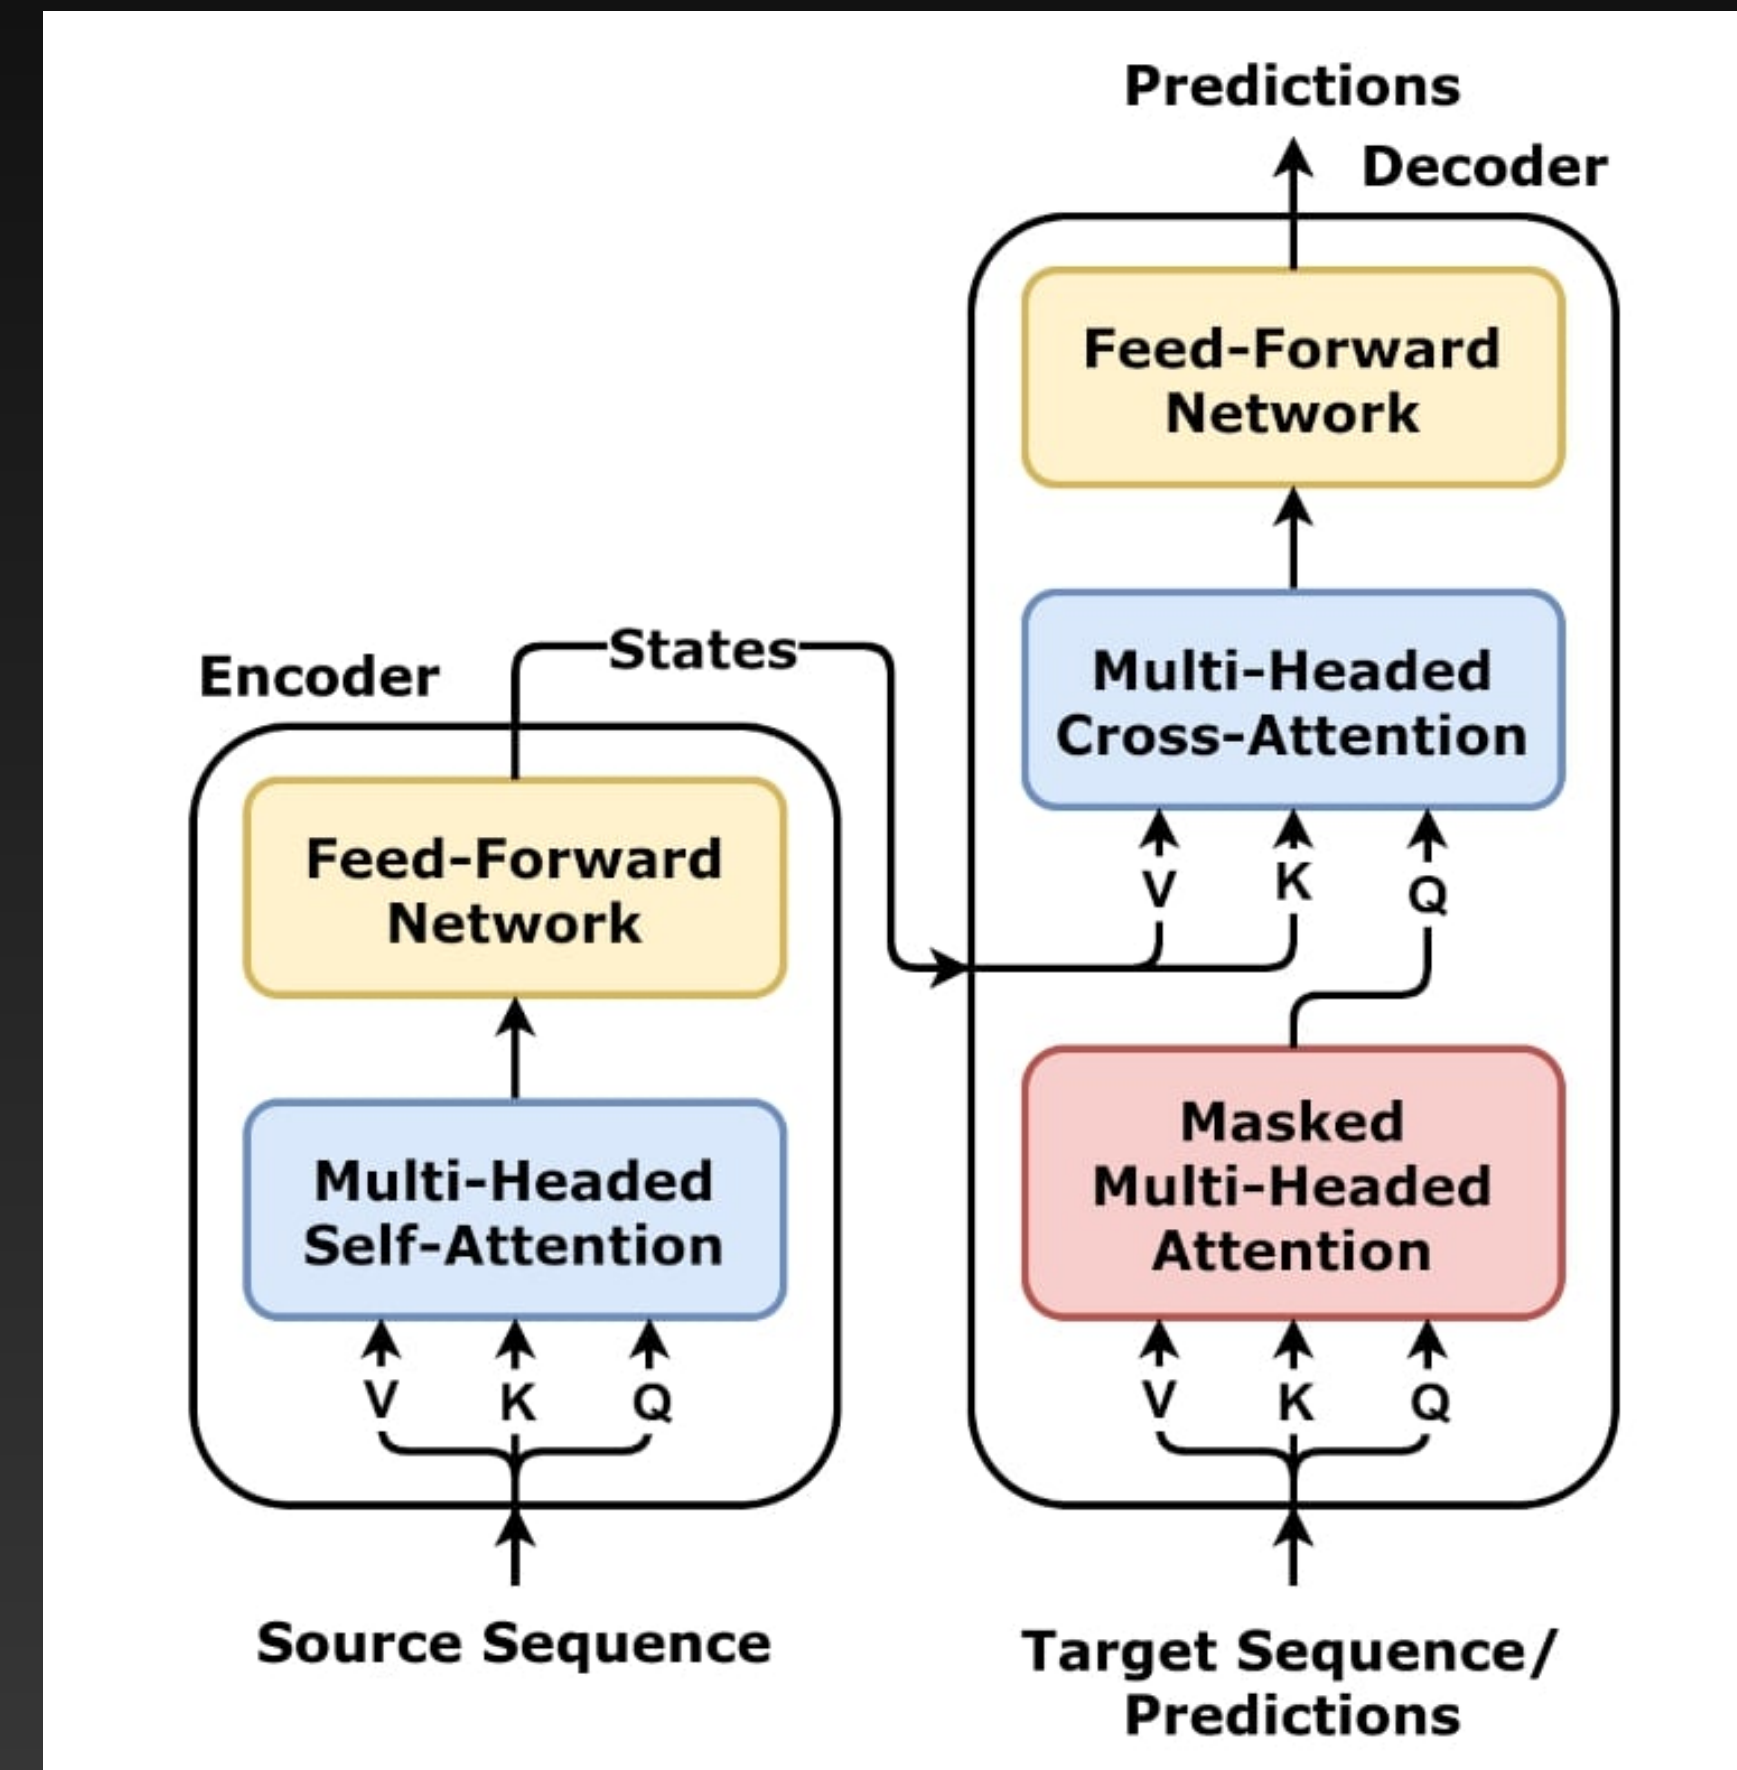 Predictions
Decoder
Feed-Forward
Network
Multi-Headed
Cross-Attention
V K Q
Masked
Multi-Headed
Attention
V K Q
Target Sequence/
Predictions
Encoder
States
Feed-Forward
Network
Multi-Headed
Self-Attention
V K Q
Source Sequence